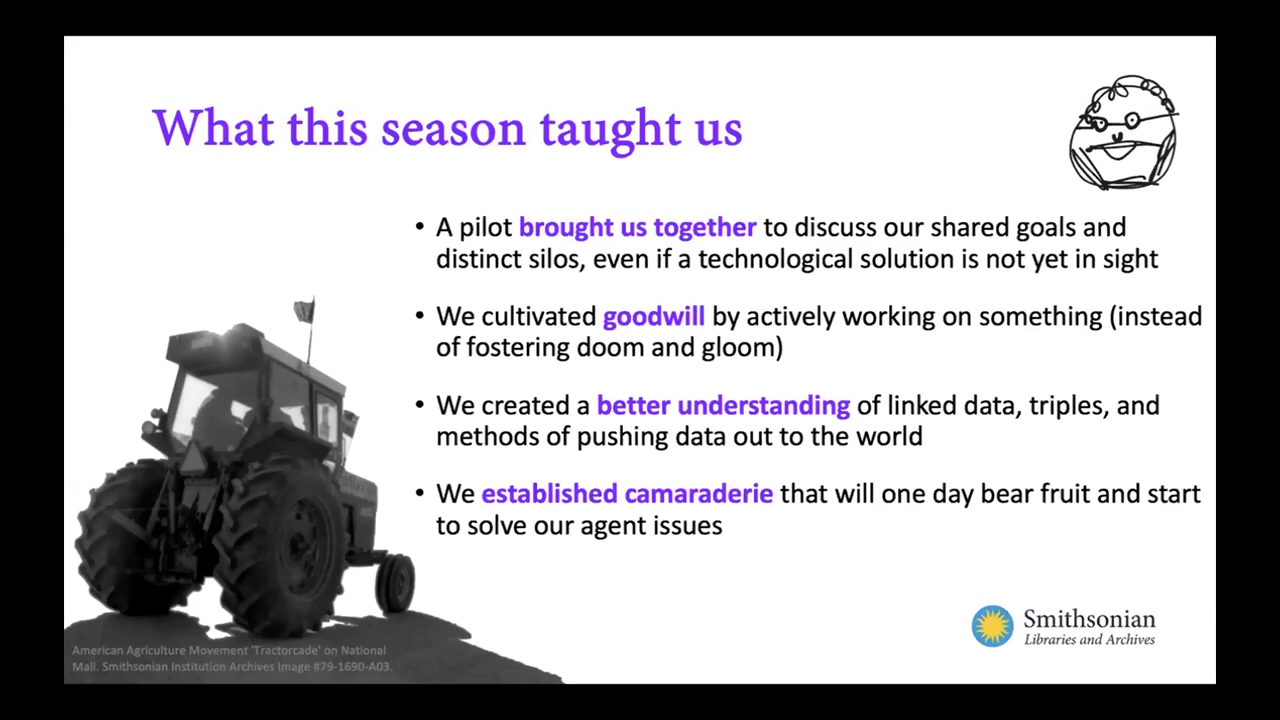 What this season taught us
• A pilot brought us together to discuss our shared goals and
distinct silos, even if a technological solution is not yet in sight
• We cultivated goodwill by actively working on something (instead
of fostering doom and gloom)
• We created a better understanding of linked data, triples, and
methods of pushing data out to the world
• We established camaraderie that will one day bear fruit and start
to solve our agent issues
Smithsonian
Libraries and Archives
American Agriculture Movement 'Tractorcade' on National
Mall. Smithsonian Institution Archives Image #79-1690-A03.